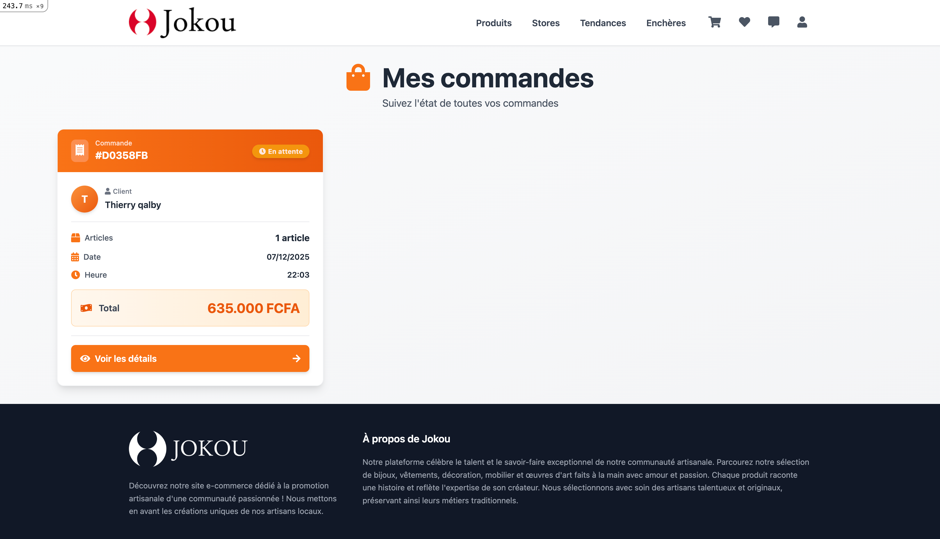 243.7 ms ×9
Jokou
Produits
Stores
Tendances
Enchères
Mes commandes
Suivez l'état de toutes vos commandes
Commande
#D0358FB
En attente
T
Client
Thierry qalby
Articles
1 article
Date
07/12/2025
Heure
22:03
Total
635.000 FCFA
Voir les détails
JOKOU
Découvrez notre site e-commerce dédié à la promotion
artisanale d'une communauté passionnée ! Nous mettons
en avant les créations uniques de nos artisans locaux.
À propos de Jokou
Notre plateforme célèbre le talent et le savoir-faire exceptionnel de notre communauté artisanale. Parcourez notre sélection
de bijoux, vêtements, décoration, mobilier et œuvres d'art faits à la main avec amour et passion. Chaque produit raconte
une histoire et reflète l'expertise de son créateur. Nous sélectionnons avec soin des artisans talentueux et originaux,
préservant ainsi leurs métiers traditionnels.